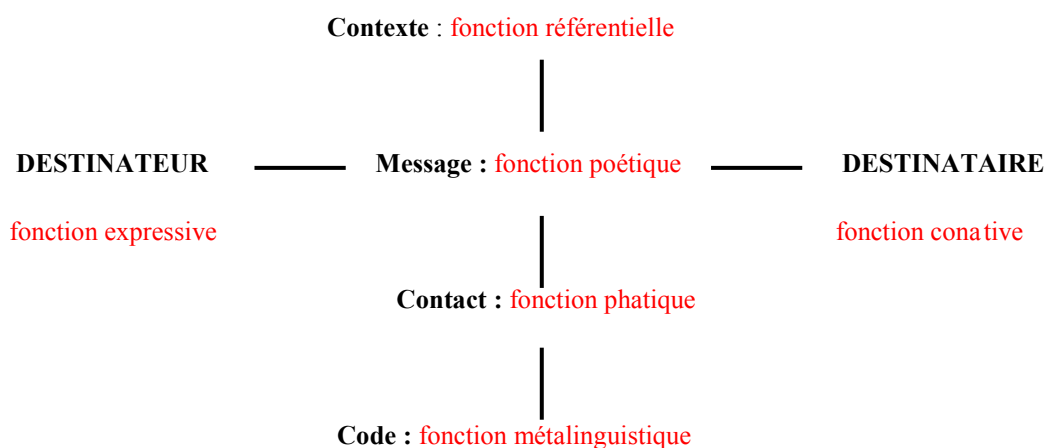 Contexte : fonction référentielle
DESTINATEUR Message : fonction poétique DESTINATAIRE
fonction expressive fonction conative
Contact : fonction phatique
Code : fonction métalinguistique